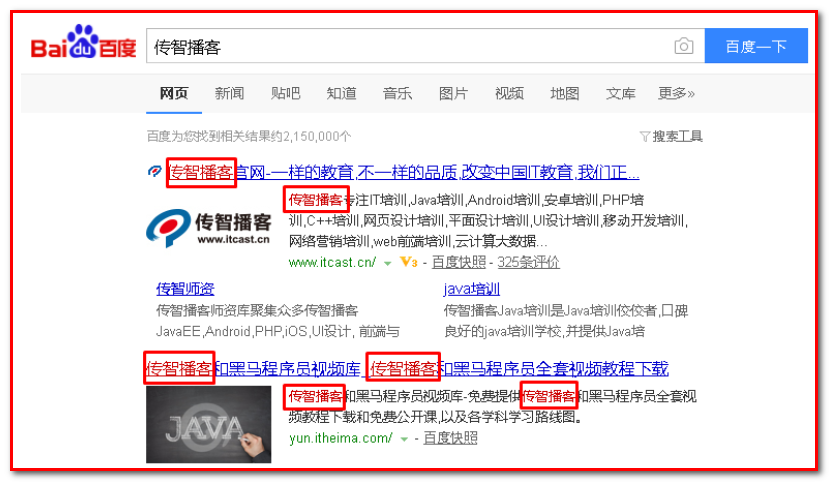 Bai du 百度
传智播客
百度一下
网页 新闻 贴吧 知道 音乐 图片 视频 地图 文库 更多»
百度为您找到相关结果约2,150,000个
搜索工具
传智播客官网-一样的教育,不一样的品质,改变中国IT教育,我们正...
传智播客
www.itcast.cn
传智播客专注IT培训,Java培训,Android培训,安卓培训,PHP培
训,C++培训,网页设计培训,平面设计培训,UI设计培训,移动开发培训,
网络营销培训,web前端培训,云计算大数据...
www.itcast.cn/ V3 - 百度快照 - 325条评价
传智师资
传智播客师资库聚集众多传智播客
JavaEE,Android,PHP,iOS,UI设计, 前端与
java培训
传智播客Java培训是Java培训佼佼者,口碑
良好的java培训学校,并提供Java培
传智播客和黑马程序员视频库_传智播客和黑马程序员全套视频教程下载
JAVA
传智播客和黑马程序员视频库-免费提供传智播客和黑马程序员全套视
频教程下载和免费公开课,以及各学科学习路线图。
yun.itheima.com/ - 百度快照